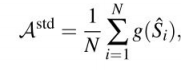 𝒜^std = 1/N ∑_{i=1}^{N} g(Ŝ_i),